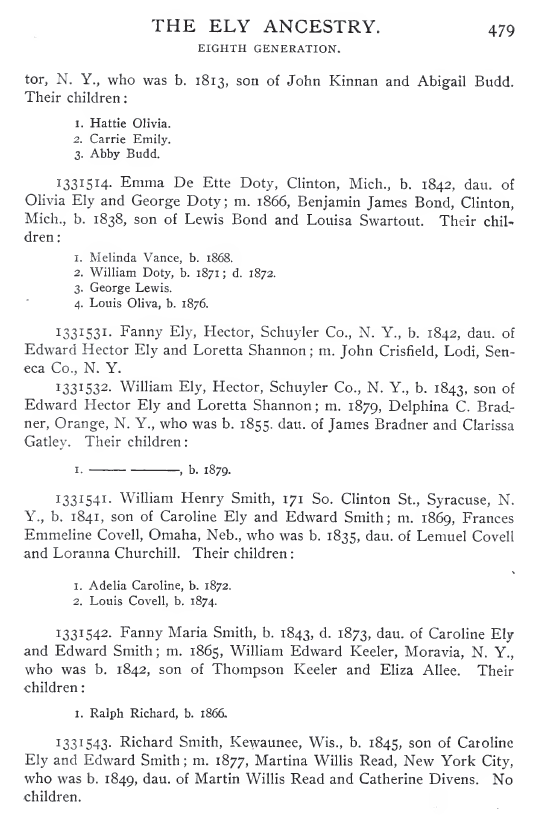 THE ELY ANCESTRY. 479
EIGHTH GENERATION.
tor, N. Y., who was b. 1813, son of John Kinnan and Abigail Budd.
Their children:
1. Hattie Olivia.
2. Carrie Emily.
3. Abby Budd.
1331514. Emma De Ette Doty, Clinton, Mich., b. 1842, dau. of
Olivia Ely and George Doty; m. 1866, Benjamin James Bond, Clinton,
Mich., b. 1838, son of Lewis Bond and Louisa Swartout. Their chil-
dren:
1. Melinda Vance, b. 1868.
2. William Doty, b. 1871; d. 1872.
3. George Lewis.
4. Louis Oliva, b. 1876.
1331531. Fanny Ely, Hector, Schuyler Co., N. Y., b. 1842, dau. of
Edward Hector Ely and Loretta Shannon; m. John Crisfield, Lodi, Sen-
eca Co., N. Y.
1331532. William Ely, Hector, Schuyler Co., N. Y., b. 1843, son of
Edward Hector Ely and Loretta Shannon; m. 1879, Delphina C. Brad-
ner, Orange, N. Y., who was b. 1855. dau. of James Bradner and Clarissa
Gatley. Their children:
1. ——— ————, b. 1879.
1331541. William Henry Smith, 171 So. Clinton St., Syracuse, N.
Y., b. 1841, son of Caroline Ely and Edward Smith; m. 1869, Frances
Emmeline Covell, Omaha, Neb., who was b. 1835, dau. of Lemuel Covell
and Loranna Churchill. Their children:
1. Adelia Caroline, b. 1872.
2. Louis Covell, b. 1874.
1331542. Fanny Maria Smith, b. 1843, d. 1873, dau. of Caroline Ely
and Edward Smith; m. 1865, William Edward Keeler, Moravia, N. Y.,
who was b. 1842, son of Thompson Keeler and Eliza Allee. Their
children:
1. Ralph Richard, b. 1866.
1331543. Richard Smith, Kewaunee, Wis., b. 1845, son of Caroline
Ely and Edward Smith; m. 1877, Martina Willis Read, New York City,
who was b. 1849, dau. of Martin Willis Read and Catherine Divens. No
children.